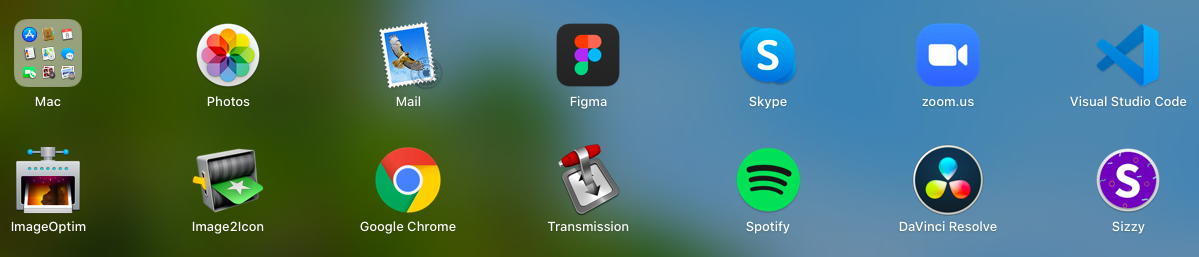 Mac
Photos
Mail
Figma
Skype
zoom.us
Visual Studio Code
ImageOptim
Image2Icon
Google Chrome
Transmission
Spotify
DaVinci Resolve
Sizzy